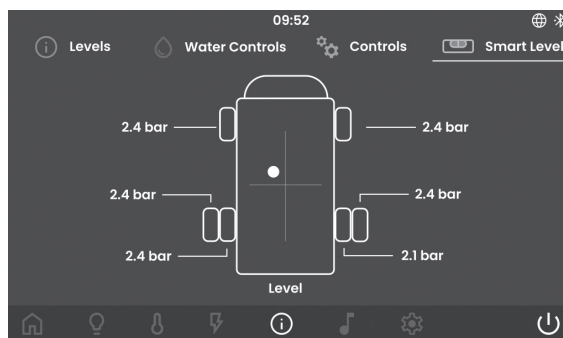 09:52
Levels
Water Controls
Controls
Smart Level
2.4 bar
2.4 bar
2.4 bar
2.4 bar
2.4 bar
2.1 bar
Level